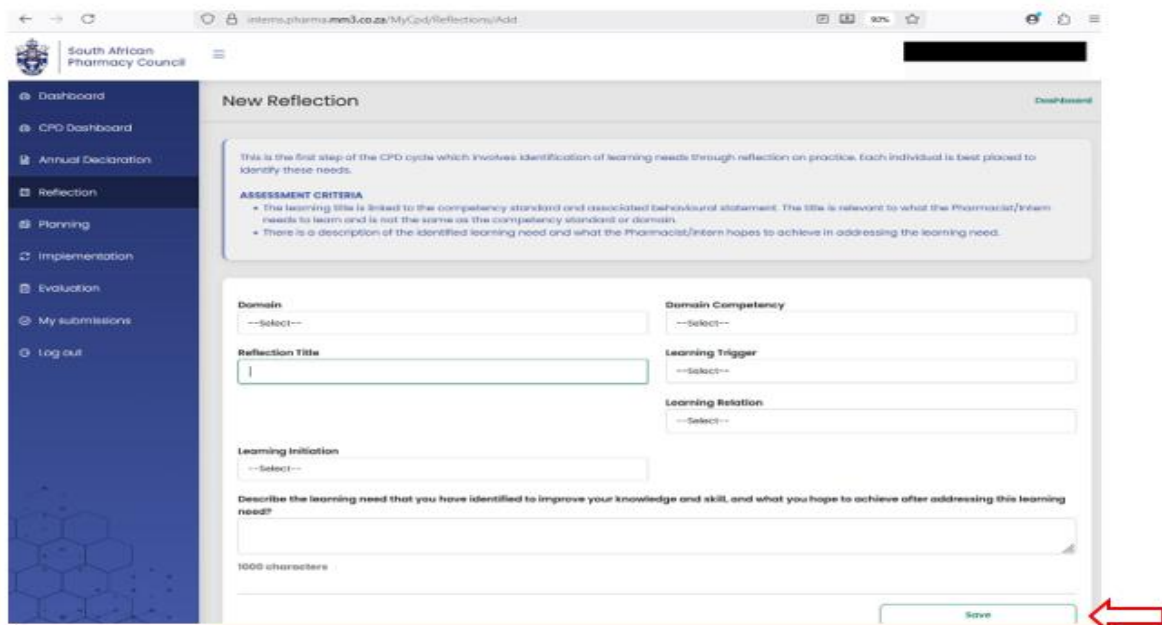 interns.pharma.mm3.co.za/MyCpd/Reflections/Add
90%
South African
Pharmacy Council
Dashboard
New Reflection
Dashboard
CPD Dashboard
Annual Declaration
This is the first step of the CPD cycle which involves identification of learning needs through reflection on practice. Each individual is best placed to
identify these needs.
Reflection
ASSESSMENT CRITERIA
• The learning title is linked to the competency standard and associated behavioural statement. The title is relevant to what the Pharmacist/Intern
needs to learn and is not the same as the competency standard or domain.
• There is a description of the identified learning need and what the Pharmacist/Intern hopes to achieve in addressing the learning need.
Planning
Implementation
Evaluation
My submissions
Log out
Domain
--Select--
Domain Competency
--Select--
Reflection Title
Learning Trigger
--Select--
Learning Relation
--Select--
Learning Initiation
--Select--
Describe the learning need that you have identified to improve your knowledge and skill, and what you hope to achieve after addressing this learning
need?
1000 characters
Save